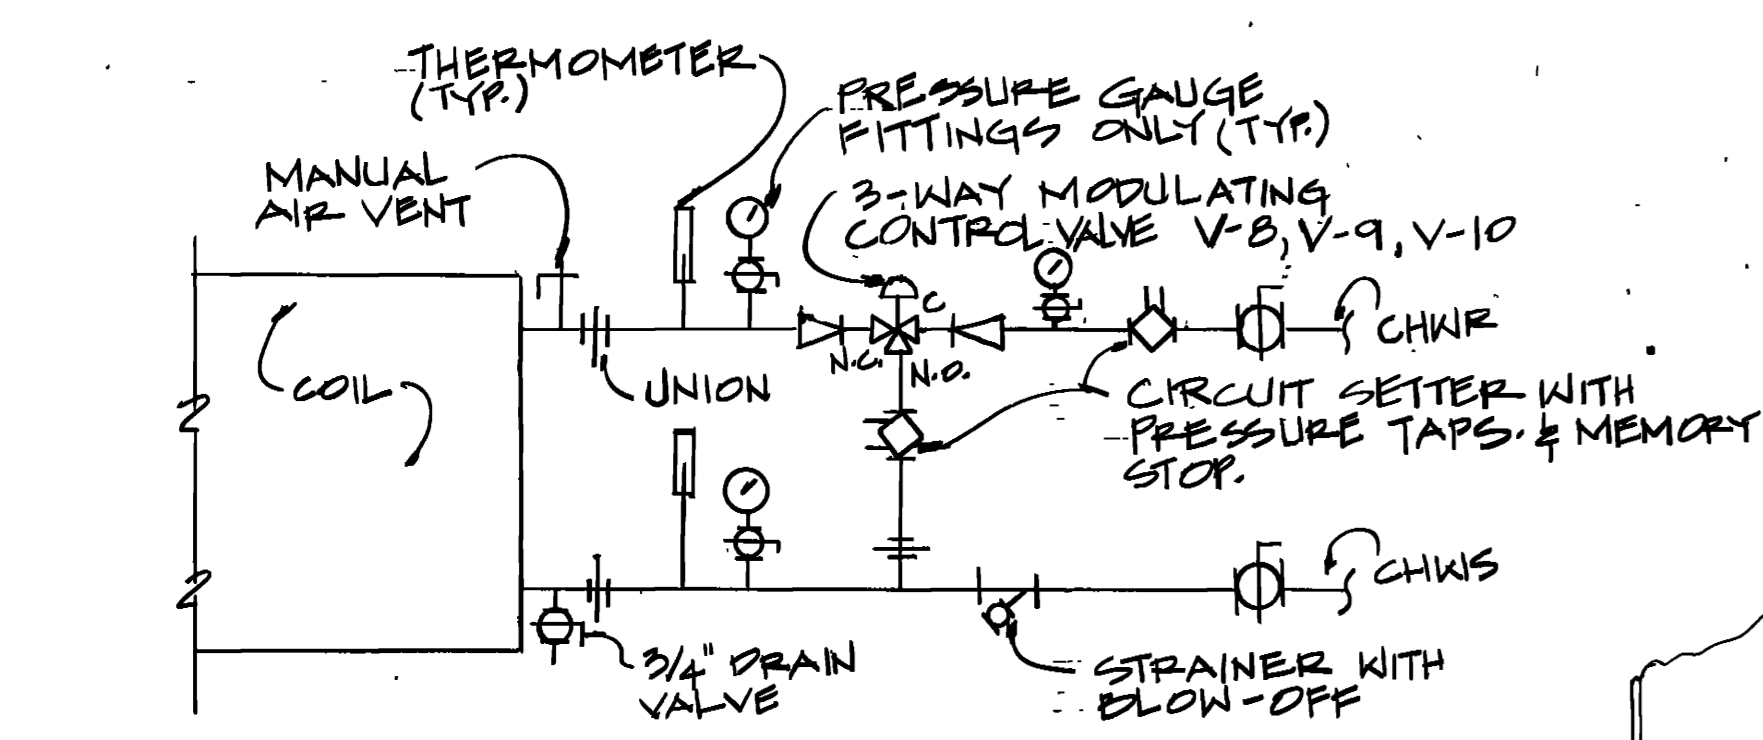 THERMOMETER
(TYP.)
PRESSURE GAUGE
FITTINGS ONLY (TYP.)
MANUAL
AIR VENT
3-WAY MODULATING
CONTROL VALVE V-8, V-9, V-10
C
N.C.
N.O.
CHWR
COIL
UNION
CIRCUIT SETTER WITH
PRESSURE TAPS. & MEMORY
STOP.
CHWS
3/4" DRAIN
VALVE
STRAINER WITH
BLOW-OFF